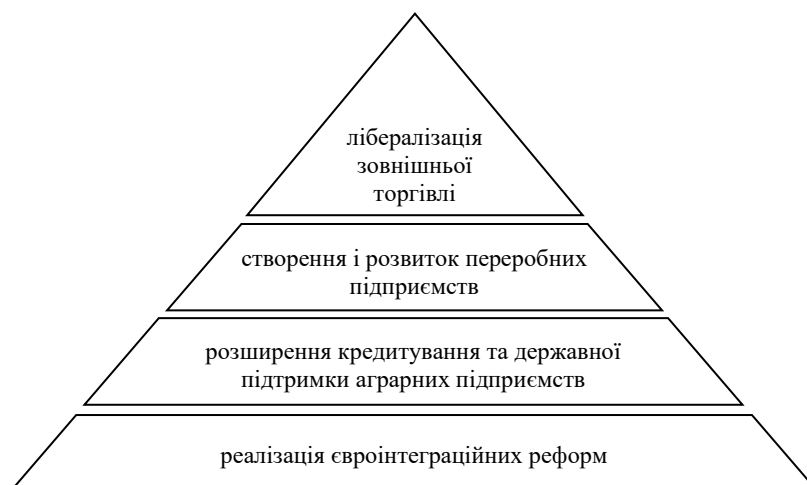 лібералізація
зовнішньої
торгівлі
створення і розвиток переробних
підприємств
розширення кредитування та державної
підтримки аграрних підприємств
реалізація євроінтеграційних реформ